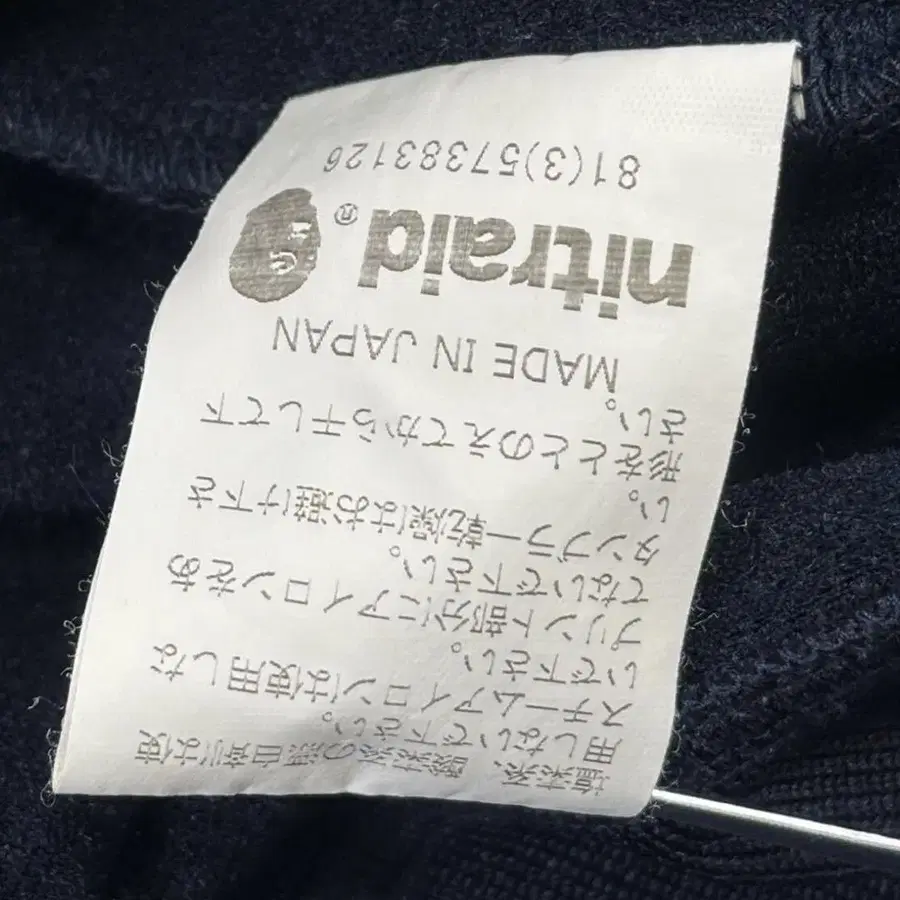 塩素系、酸素系の漂白剤は使
用しないで下さい。
スチームアイロンは使用しな
いで下さい。
プリント部分にアイロンをあ
てないで下さい。
タンブラー乾燥はお避け下さ
い。
形をととのえてから干して下
さい。
MADE IN JAPAN
nitraid®
81(3)57383126